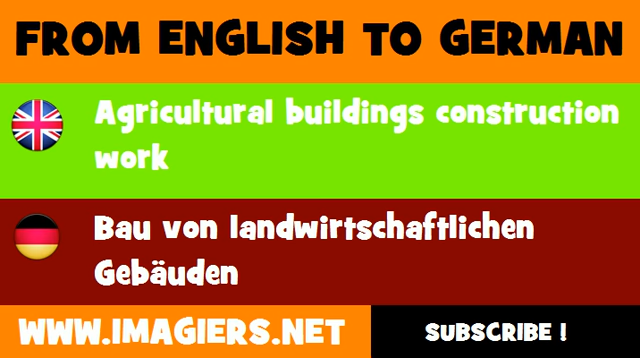 FROM ENGLISH TO GERMAN
Agricultural buildings construction
work
Bau von landwirtschaftlichen
Gebäuden
WWW.IMAGIERS.NET
SUBSCRIBE !